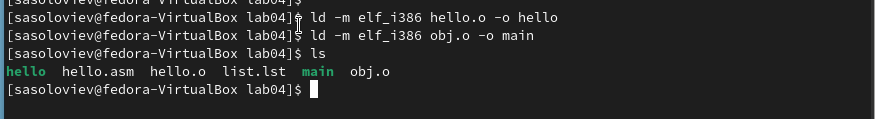 [sasoloviev@fedora-VirtualBox lab04]$ ld -m elf_i386 hello.o -o hello
[sasoloviev@fedora-VirtualBox lab04]$ ld -m elf_i386 obj.o -o main
[sasoloviev@fedora-VirtualBox lab04]$ ls
hello  hello.asm  hello.o  list.lst  main  obj.o
[sasoloviev@fedora-VirtualBox lab04]$